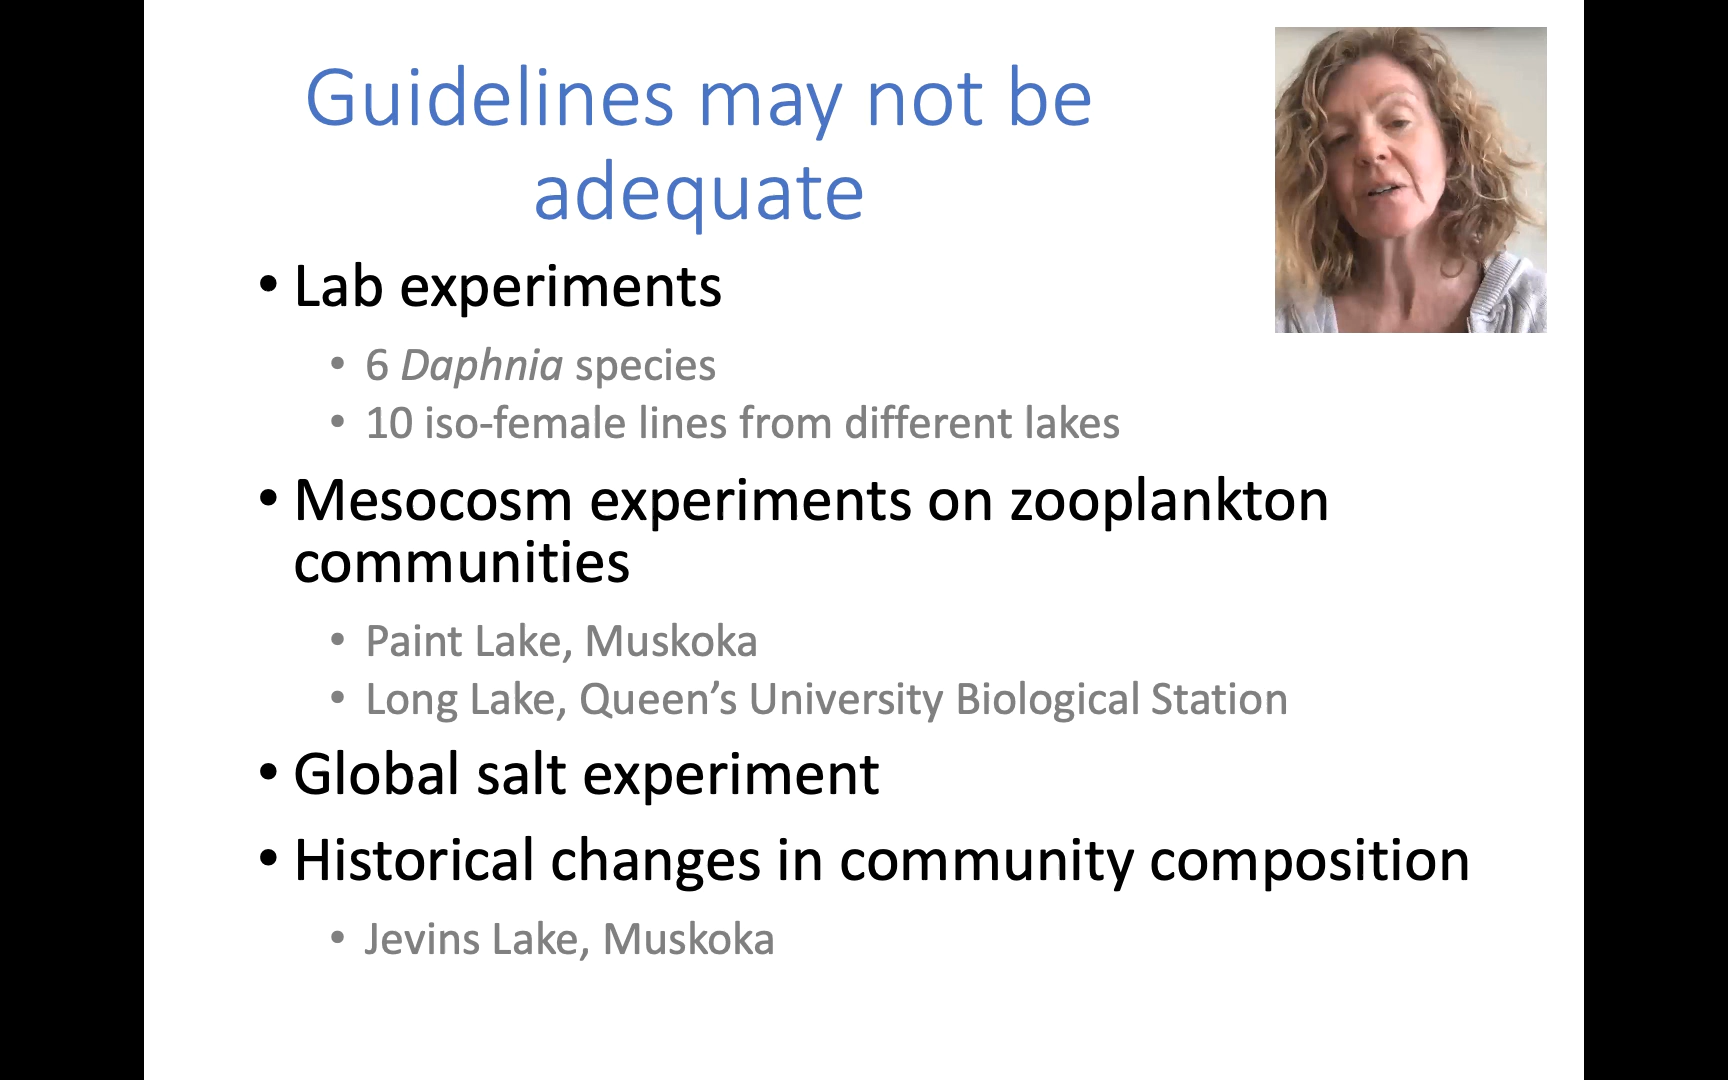 Guidelines may not be
adequate
• Lab experiments
• 6 Daphnia species
• 10 iso-female lines from different lakes
• Mesocosm experiments on zooplankton
communities
• Paint Lake, Muskoka
• Long Lake, Queen’s University Biological Station
• Global salt experiment
• Historical changes in community composition
• Jevins Lake, Muskoka